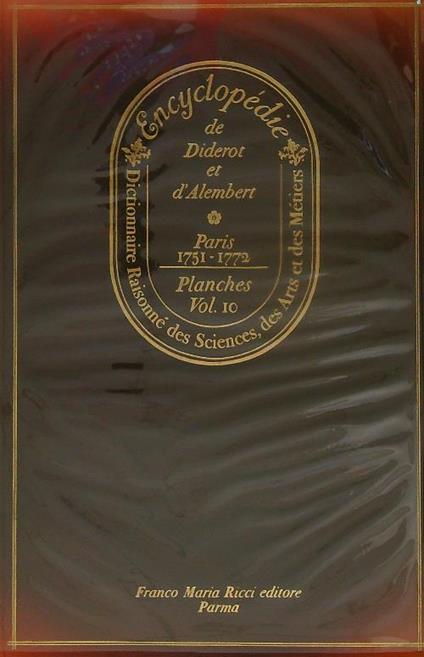 Encyclopédie
de
Diderot
et
d'Alembert
Paris
1751-1772
Planches
Vol. 10
Dictionnaire Raisonné des Sciences, des Arts et des Métiers
Franco Maria Ricci editore
Parma